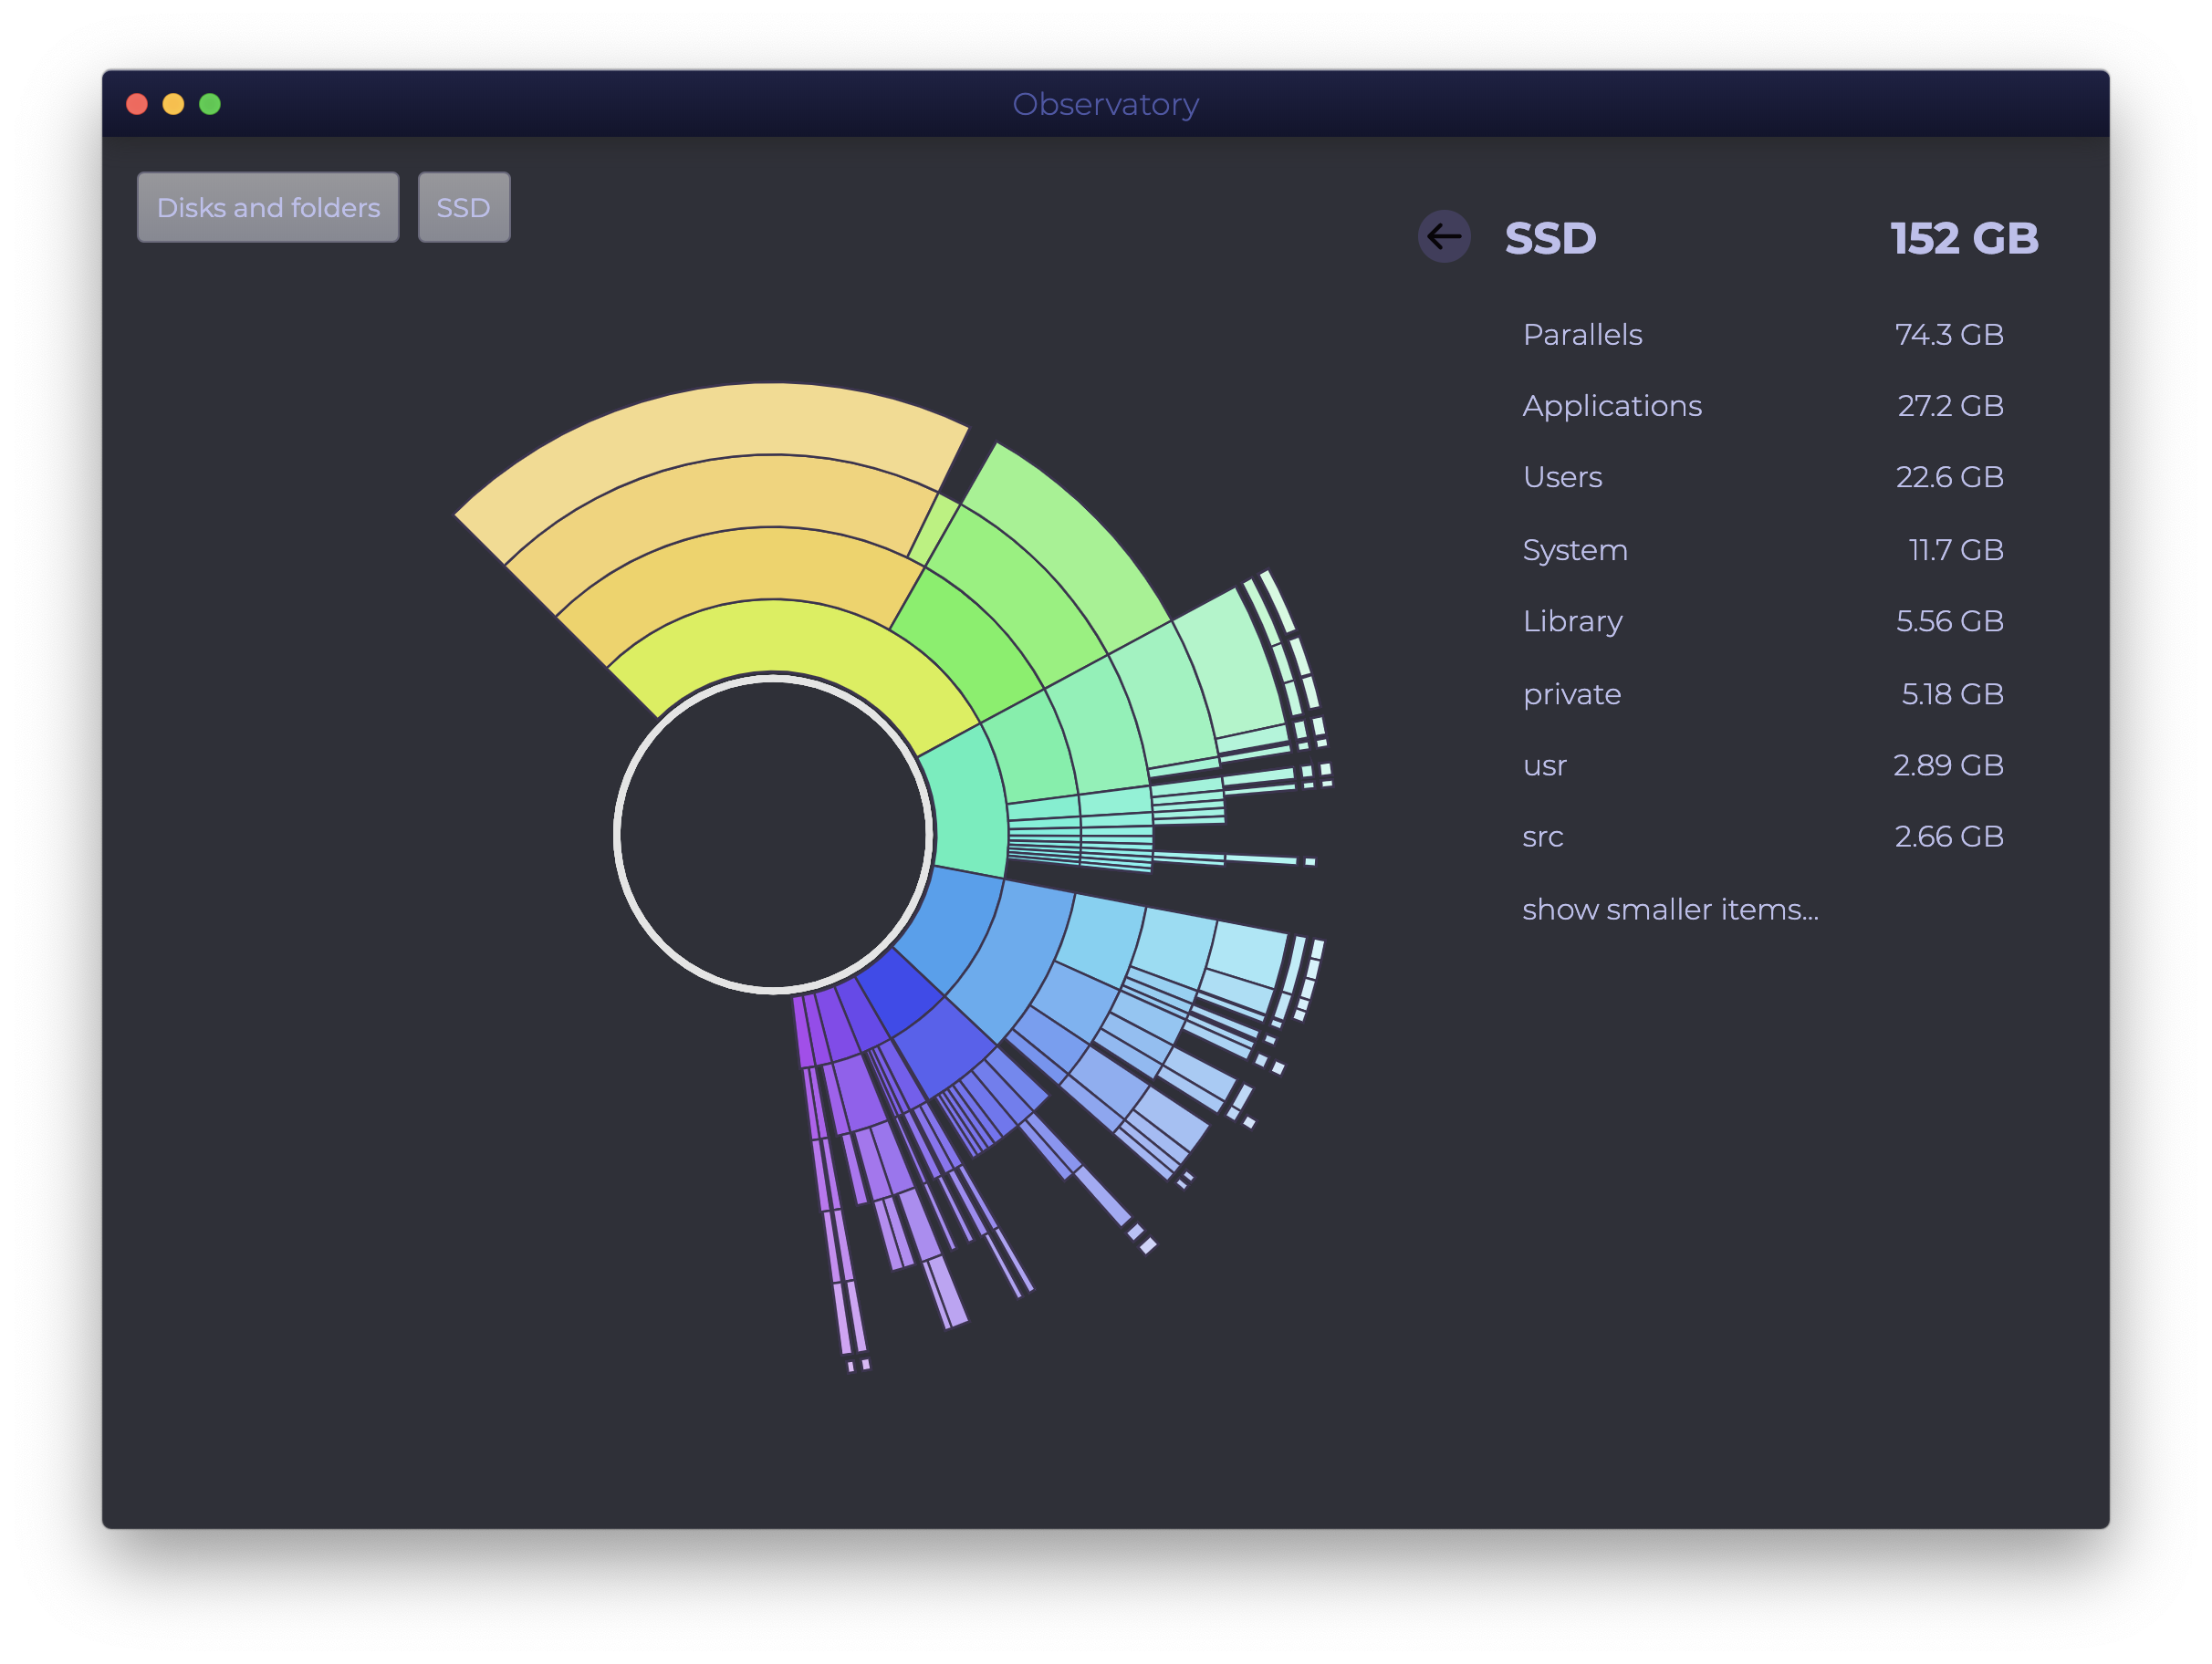 Observatory
Disks and folders
SSD
SSD 152 GB
Parallels 74.3 GB
Applications 27.2 GB
Users 22.6 GB
System 11.7 GB
Library 5.56 GB
private 5.18 GB
usr 2.89 GB
src 2.66 GB
show smaller items...